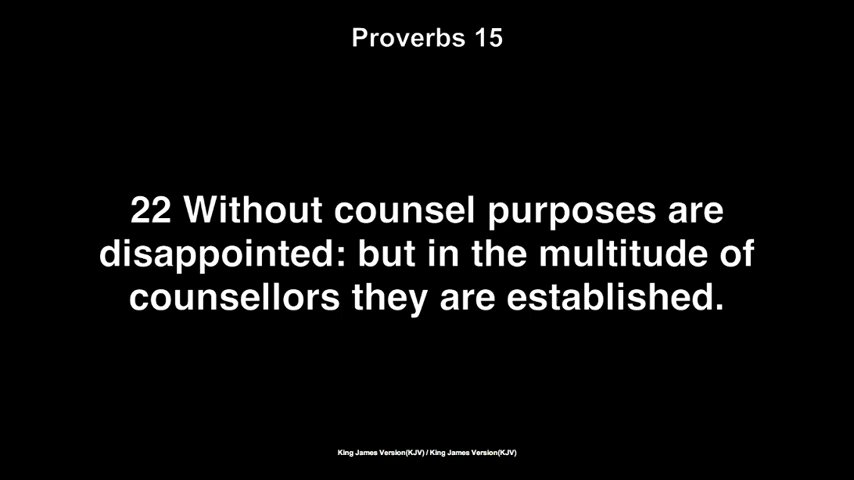 Proverbs 15
22 Without counsel purposes are
disappointed: but in the multitude of
counsellors they are established.
King James Version(KJV) / King James Version(KJV)